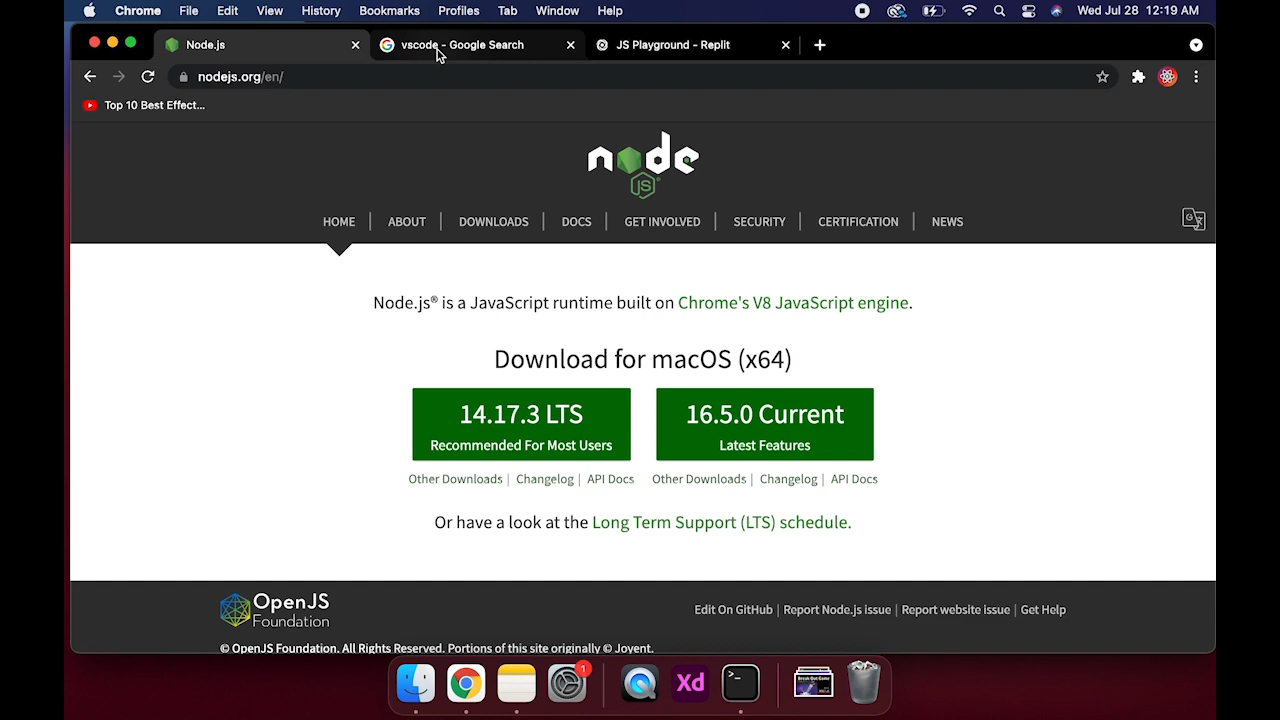 Chrome File Edit View History Bookmarks Profiles Tab Window Help Wed Jul 28 12:19 AM
Node.js vscode - Google Search JS Playground - Replit
nodejs.org/en/
Top 10 Best Effect...
node
JS
HOME | ABOUT | DOWNLOADS | DOCS | GET INVOLVED | SECURITY | CERTIFICATION | NEWS
Node.js® is a JavaScript runtime built on Chrome's V8 JavaScript engine.
Download for macOS (x64)
14.17.3 LTS
Recommended For Most Users
16.5.0 Current
Latest Features
Other Downloads | Changelog | API Docs Other Downloads | Changelog | API Docs
Or have a look at the Long Term Support (LTS) schedule.
OpenJS
Foundation
Edit On GitHub | Report Node.js issue | Report website issue | Get Help
© OpenJS Foundation. All Rights Reserved. Portions of this site originally © Joyent.
1
Xd
>_